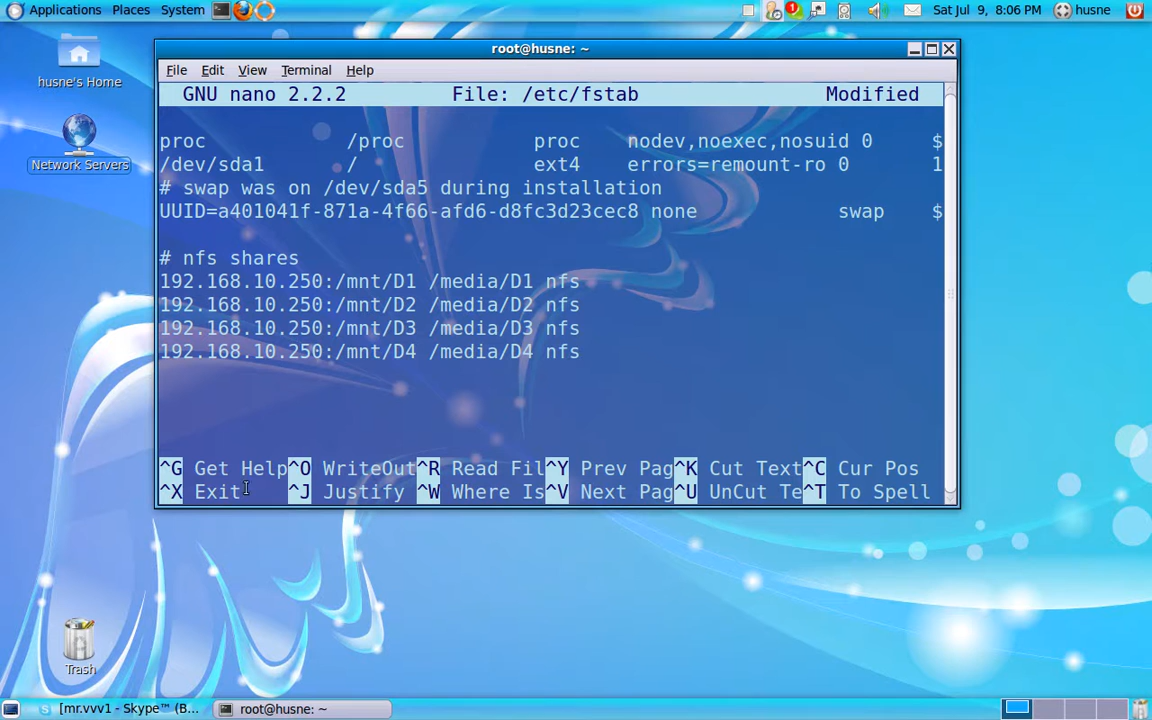 Applications Places System
1
Sat Jul 9, 8:06 PM
husne
husne's Home
Network Servers
root@husne: ~
File Edit View Terminal Help
GNU nano 2.2.2 File: /etc/fstab Modified
proc /proc proc nodev,noexec,nosuid 0 $
/dev/sda1 / ext4 errors=remount-ro 0 1
# swap was on /dev/sda5 during installation
UUID=a401041f-871a-4f66-afd6-d8fc3d23cec8 none swap $
# nfs shares
192.168.10.250:/mnt/D1 /media/D1 nfs
192.168.10.250:/mnt/D2 /media/D2 nfs
192.168.10.250:/mnt/D3 /media/D3 nfs
192.168.10.250:/mnt/D4 /media/D4 nfs
^G Get Help^O WriteOut^R Read Fil^Y Prev Pag^K Cut Text^C Cur Pos
^X Exit ^J Justify ^W Where Is^V Next Pag^U UnCut Te^T To Spell
Trash
[mr.vvv1 - Skype™ (B...
root@husne: ~